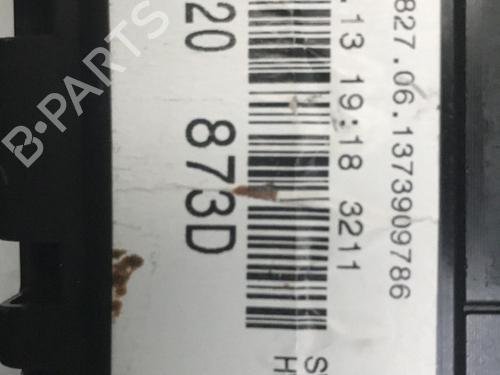 827.06.1373909786
.13 19:18 3211
20 873D
S
H
B-PARTS